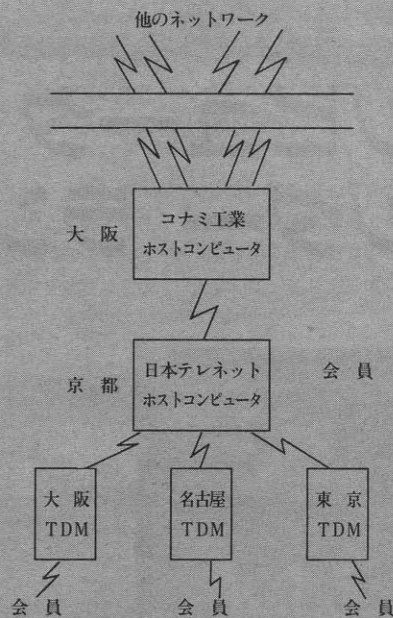 他のネットワーク
コナミ工業
ホストコンピュータ
大阪
日本テレネット
ホストコンピュータ
京都
会員
大阪
TDM
名古屋
TDM
東京
TDM
会員
会員
会員